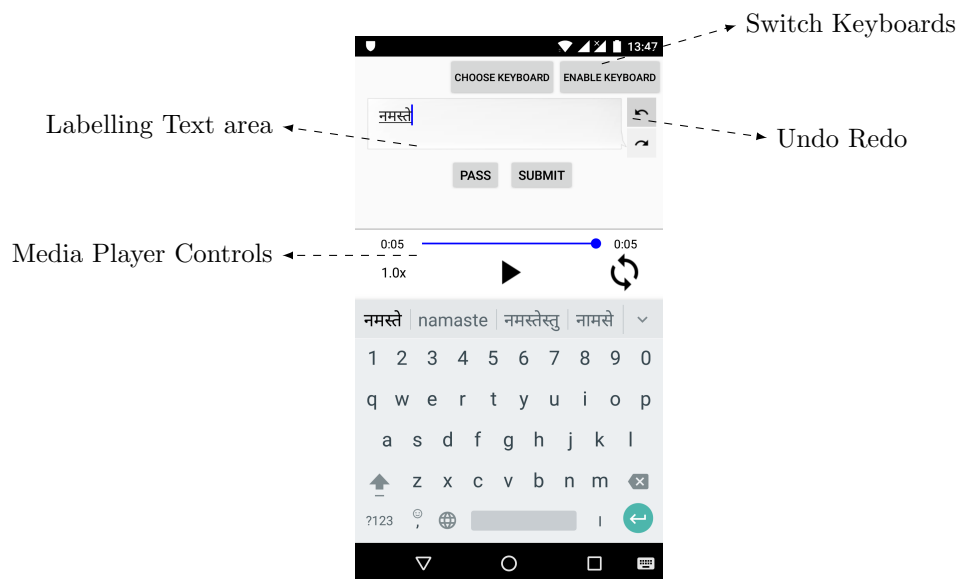 Switch Keyboards
13:47
CHOOSE KEYBOARD ENABLE KEYBOARD
नमस्ते
Labelling Text area
Undo Redo
PASS SUBMIT
Media Player Controls
0:05 0:05
1.0x
नमस्ते namaste नमस्तेस्तु नामसे
1 2 3 4 5 6 7 8 9 0
q w e r t y u i o p
a s d f g h j k l
z x c v b n m
?123 , ।